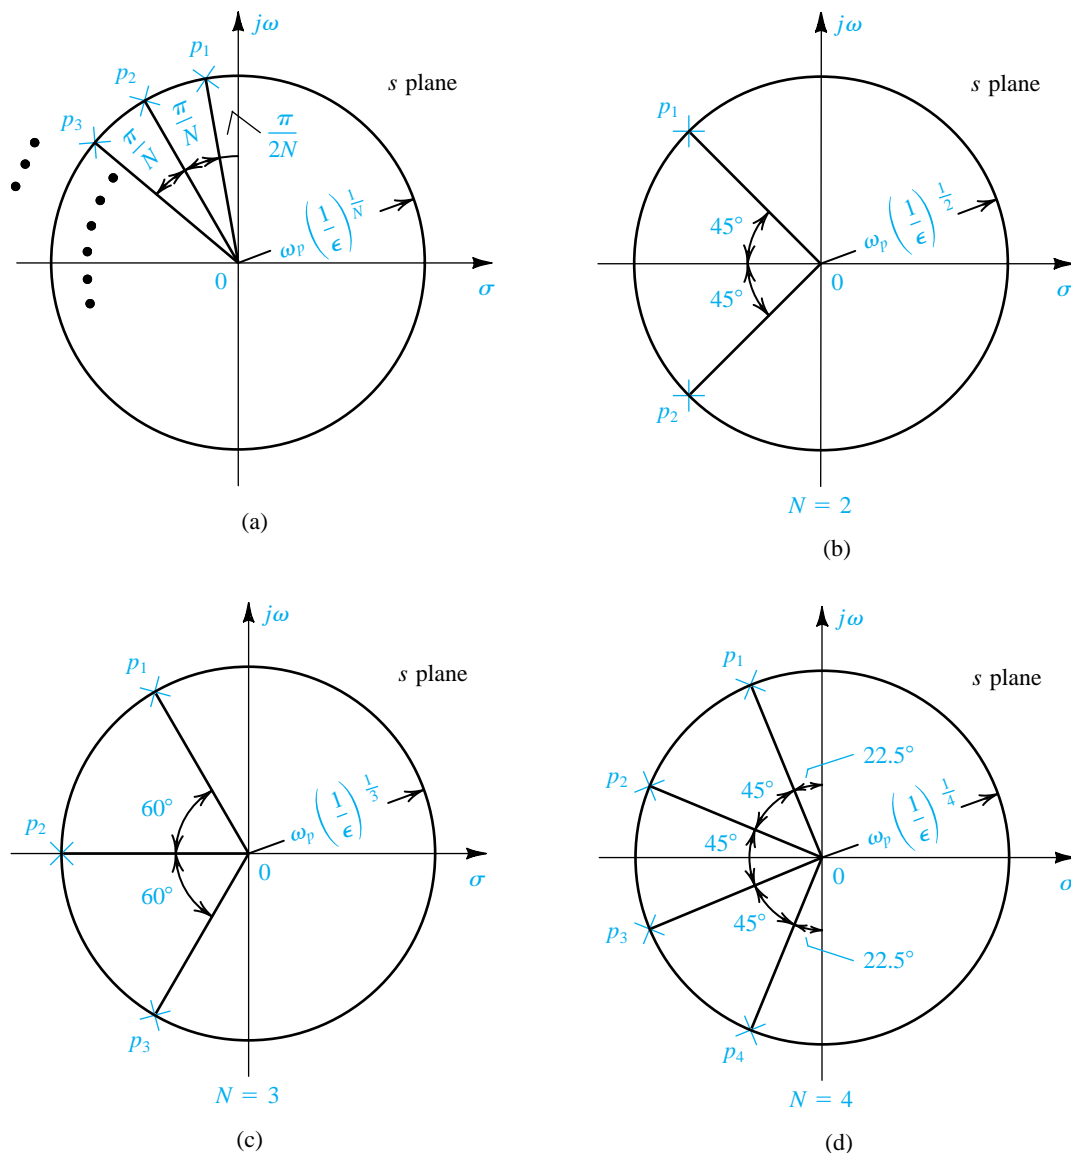 jω
p₁
p₂
p₃
s plane
π/N
π/N
π/2N
ωₚ(1/ϵ)^(1/N)
0
σ
(a)
jω
p₁
s plane
45°
45°
ωₚ(1/ϵ)^(1/2)
0
σ
p₂
N = 2
(b)
jω
p₁
s plane
60°
p₂
ωₚ(1/ϵ)^(1/3)
0
σ
60°
p₃
N = 3
(c)
jω
p₁
s plane
22.5°
p₂
45°
45°
ωₚ(1/ϵ)^(1/4)
0
σ
45°
p₃
22.5°
p₄
N = 4
(d)